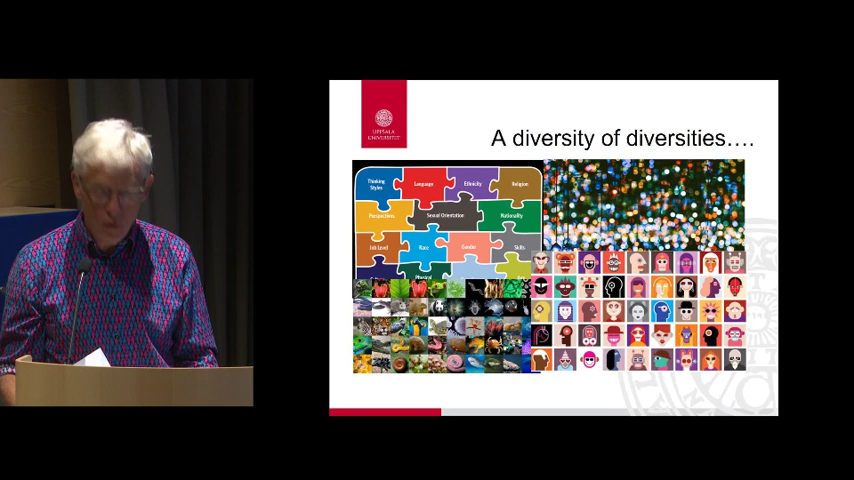 UPPSALA
UNIVERSITET
A diversity of diversities....
Thinking
Styles
Language
Ethnicity
Religion
Perspectives
Sexual Orientation
Nationality
Job Level
Race
Gender
Skills
Physical